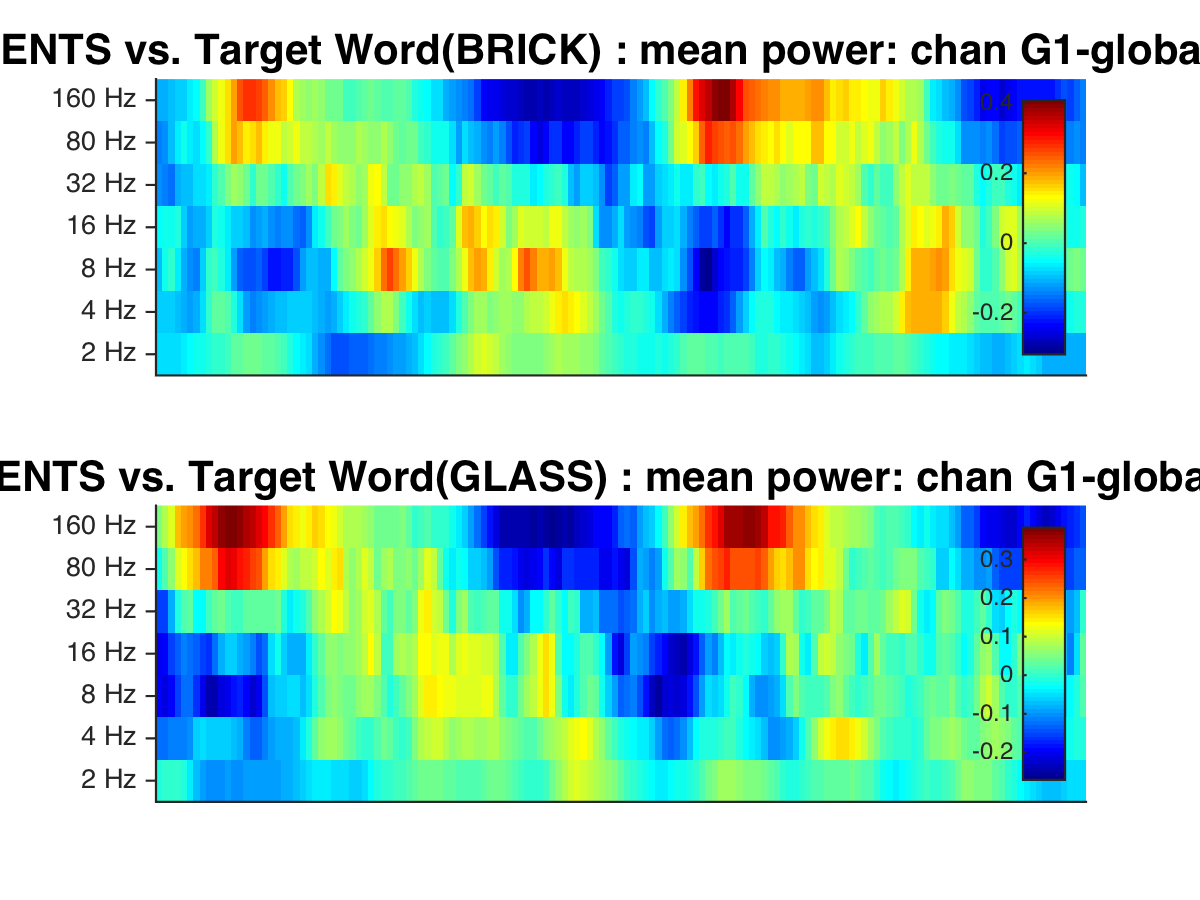 ENTS vs. Target Word(BRICK) : mean power: chan G1-globa
160 Hz
80 Hz
32 Hz
16 Hz
8 Hz
4 Hz
2 Hz
0.4
0.2
0
-0.2
ENTS vs. Target Word(GLASS) : mean power: chan G1-globa
160 Hz
80 Hz
32 Hz
16 Hz
8 Hz
4 Hz
2 Hz
0.3
0.2
0.1
0
-0.1
-0.2